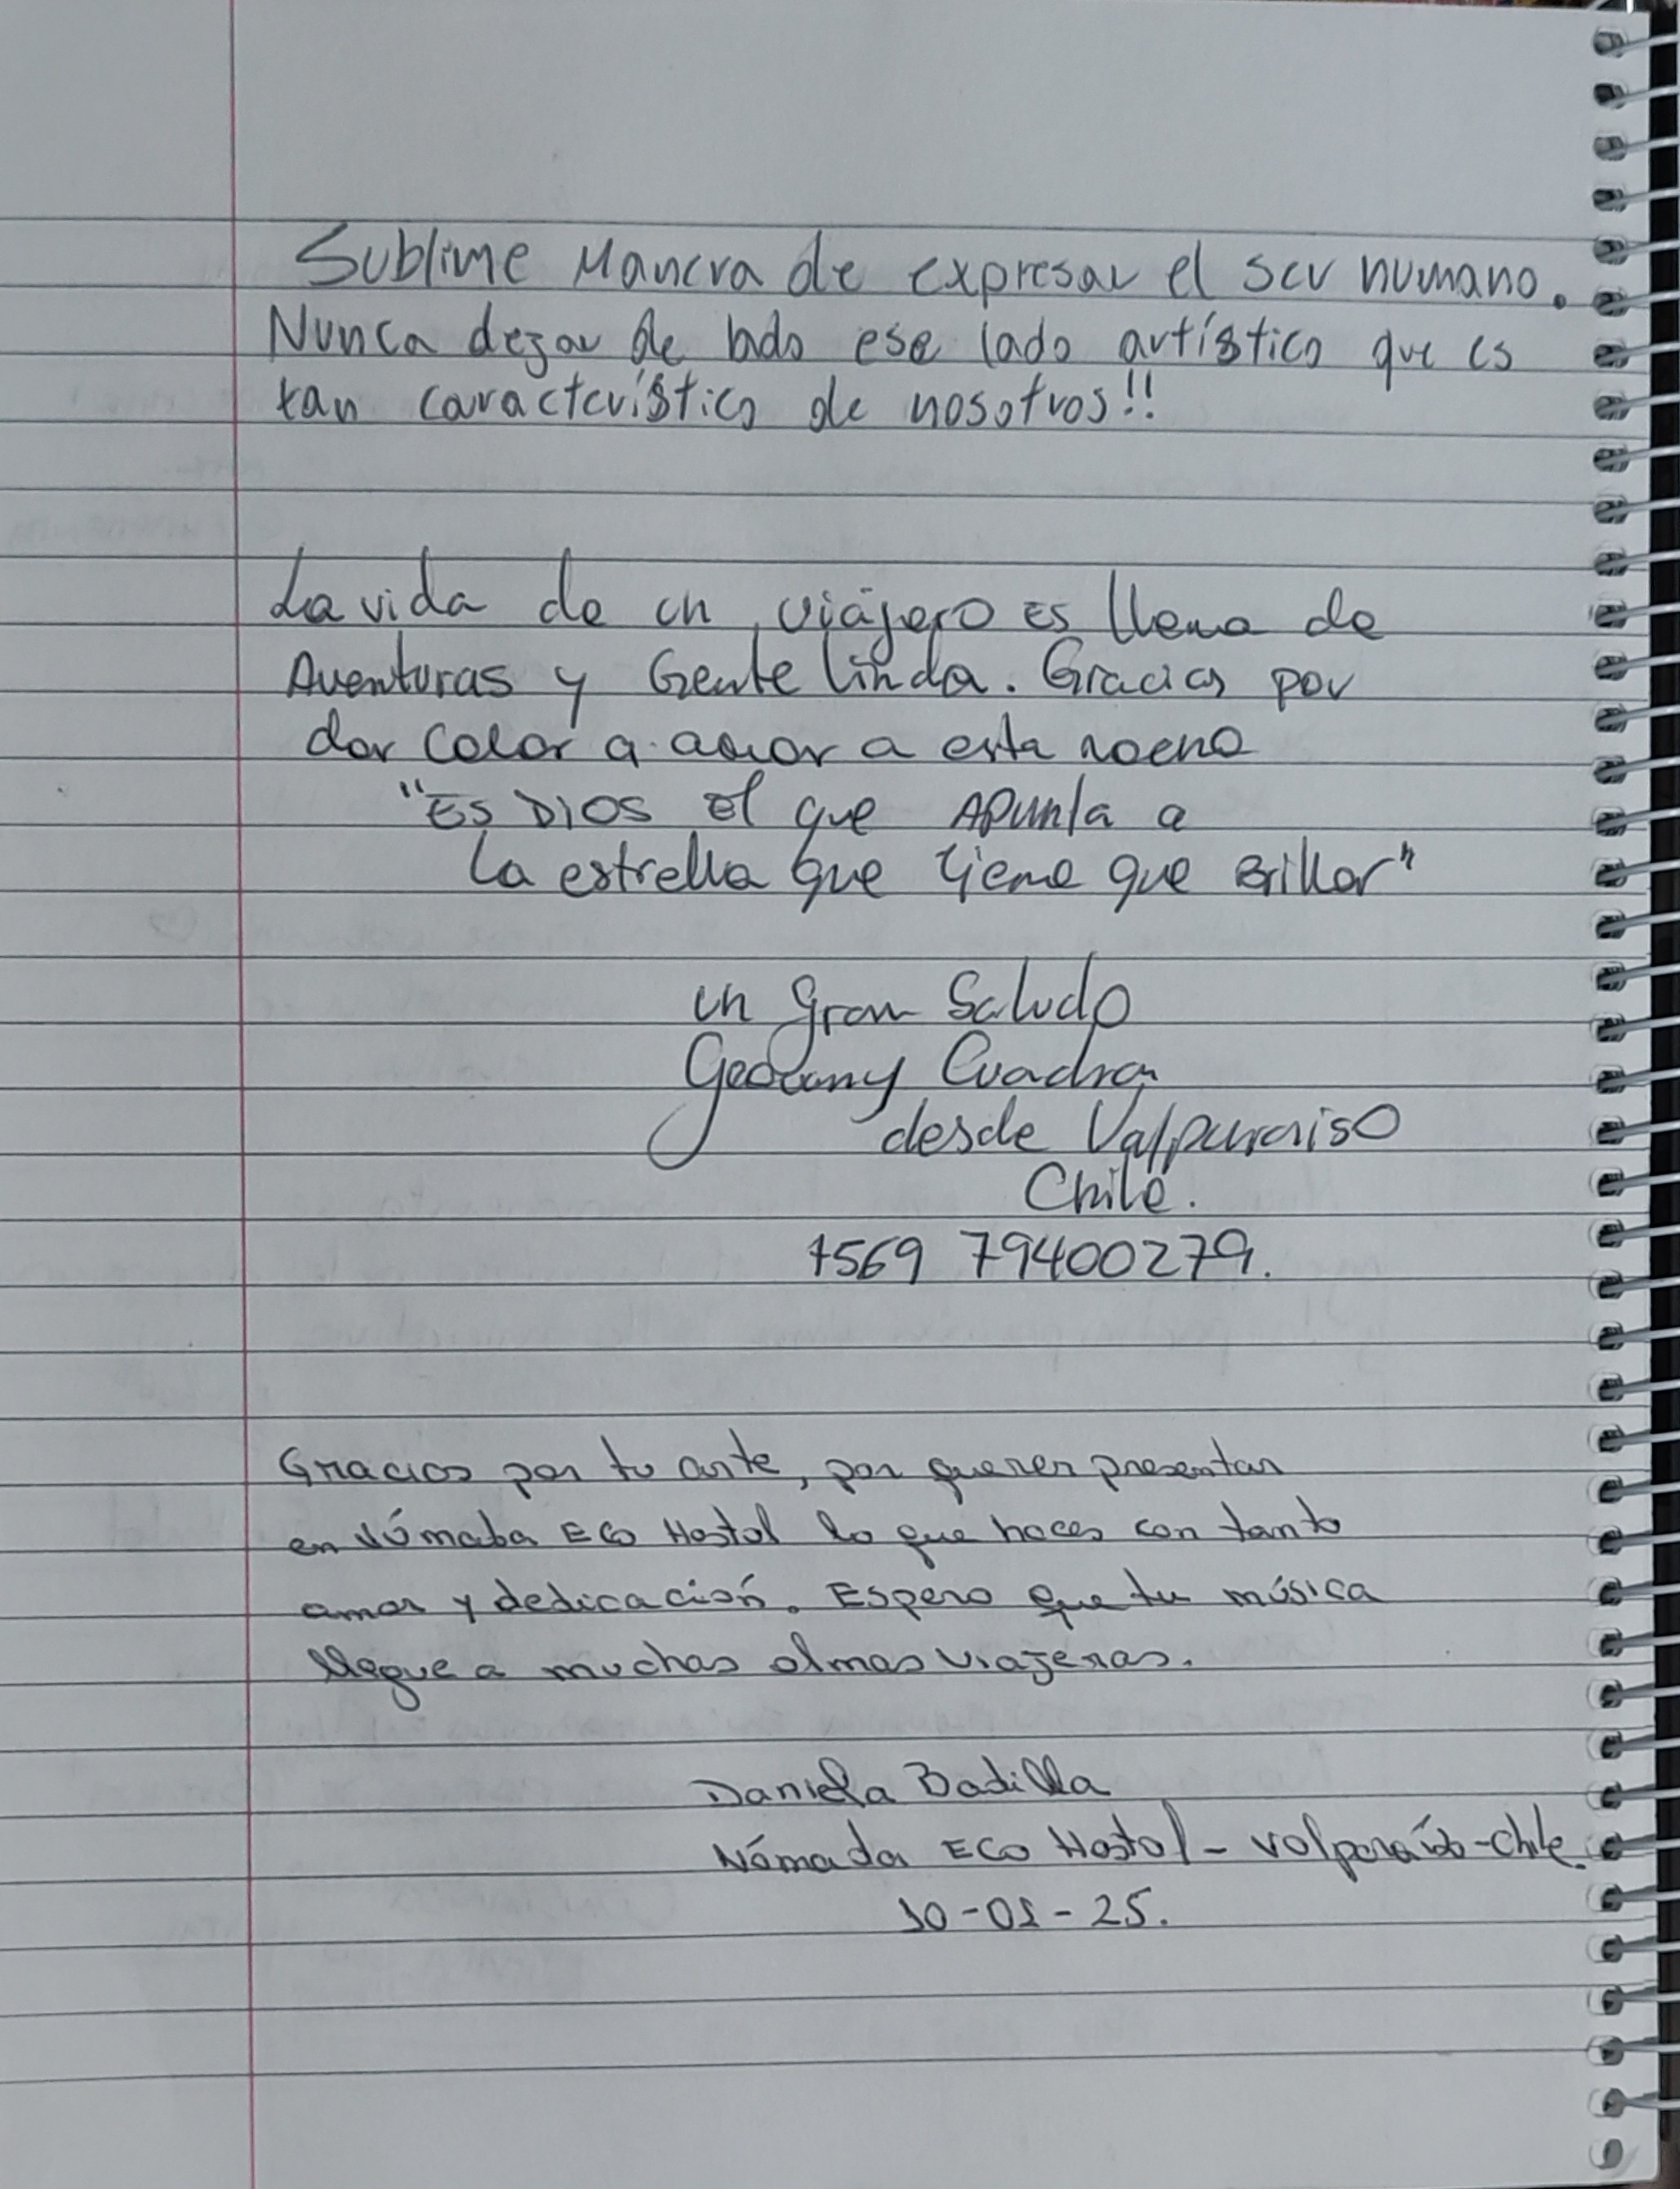 Sublime Manera de expresar el ser humano.
Nunca dejar de lado ese lado artístico que es
tan característico de nosotros!!
La vida de un viajero es llena de
Aventuras y Gente linda. Gracias por
dar color a amor a esta noche
"Es Dios el que Apunta a
la estrella que tiene que Brillar"
un gran Saludo
Geovany Cuadra
desde Valparaiso
Chile.
+569 79400279.
Gracias por tu arte, por querer presentar
en Nómada Eco Hostal lo que haces con tanto
amor y dedicación. Espero que tu música
llegue a muchas almas viajeras.
Daniela Badilla
Nómada Eco Hostal - Valparaíso-Chile.
10-01-25.